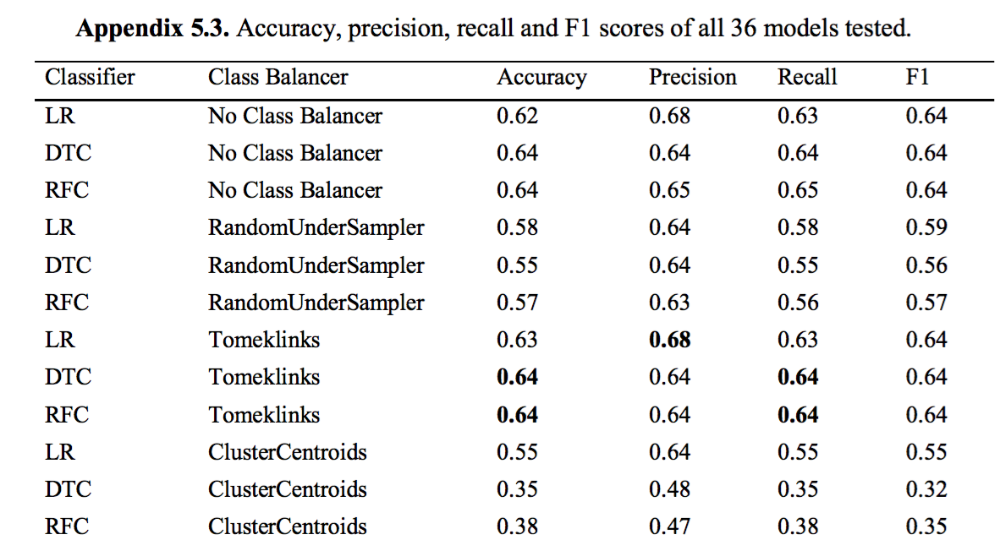 Appendix 5.3. Accuracy, precision, recall and F1 scores of all 36 models tested.
Classifier Class Balancer Accuracy Precision Recall F1
LR No Class Balancer 0.62 0.68 0.63 0.64
DTC No Class Balancer 0.64 0.64 0.64 0.64
RFC No Class Balancer 0.64 0.65 0.65 0.64
LR RandomUnderSampler 0.58 0.64 0.58 0.59
DTC RandomUnderSampler 0.55 0.64 0.55 0.56
RFC RandomUnderSampler 0.57 0.63 0.56 0.57
LR Tomeklinks 0.63 0.68 0.63 0.64
DTC Tomeklinks 0.64 0.64 0.64 0.64
RFC Tomeklinks 0.64 0.64 0.64 0.64
LR ClusterCentroids 0.55 0.64 0.55 0.55
DTC ClusterCentroids 0.35 0.48 0.35 0.32
RFC ClusterCentroids 0.38 0.47 0.38 0.35